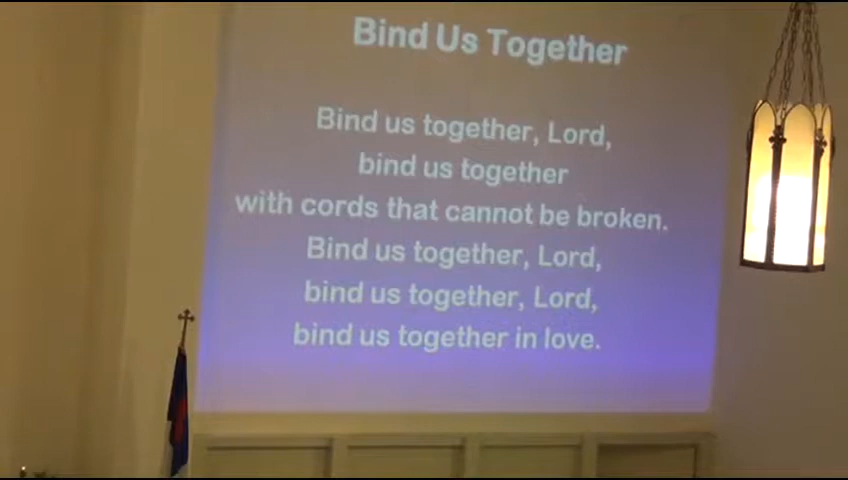 Bind Us Together
Bind us together, Lord,
bind us together
with cords that cannot be broken.
Bind us together, Lord,
bind us together, Lord,
bind us together in love.